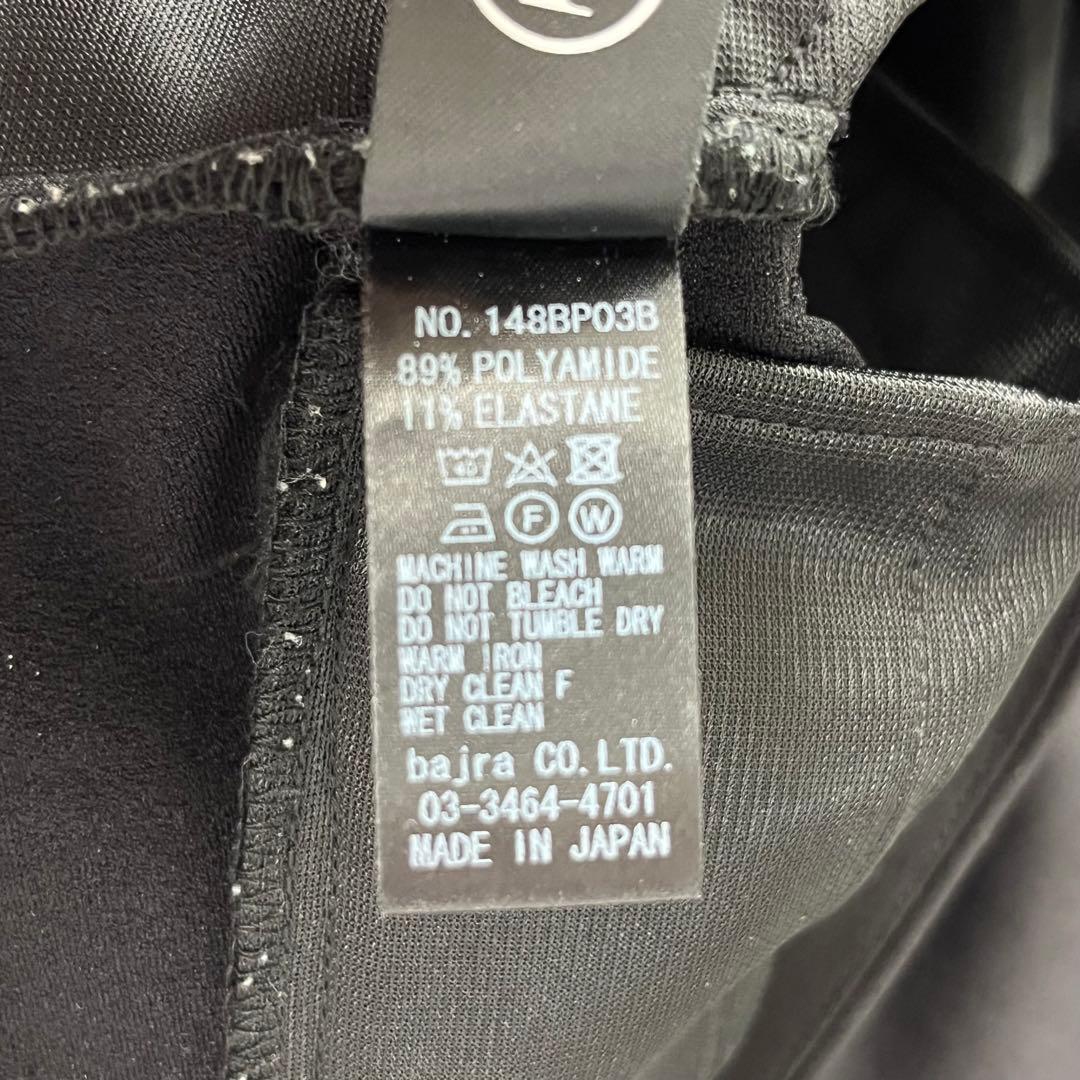 NO. 148BP03B
89% POLYAMIDE
11% ELASTANE
40
F W
MACHINE WASH WARM
DO NOT BLEACH
DO NOT TUMBLE DRY
WARM IRON
DRY CLEAN F
WET CLEAN
bajra CO.LTD.
03-3464-4701
MADE IN JAPAN